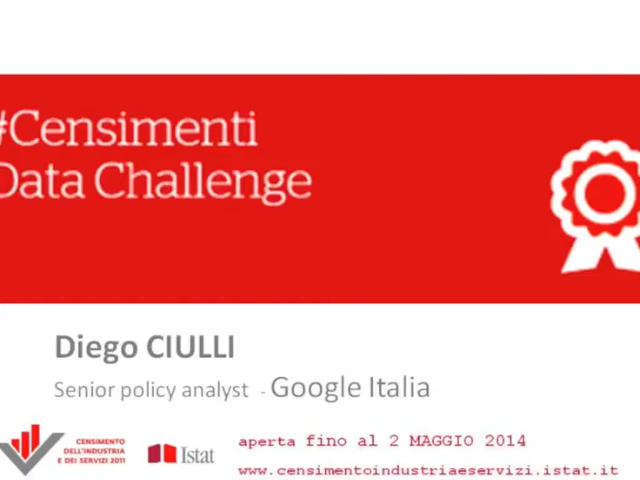 #Censimenti
Data Challenge
Diego CIULLI
Senior policy analyst - Google Italia
CENSIMENTO
DELL'INDUSTRIA
E DEI SERVIZI 2011
Istat
aperta fino al 2 MAGGIO 2014
www.censimentoindustriaeservizi.istat.it